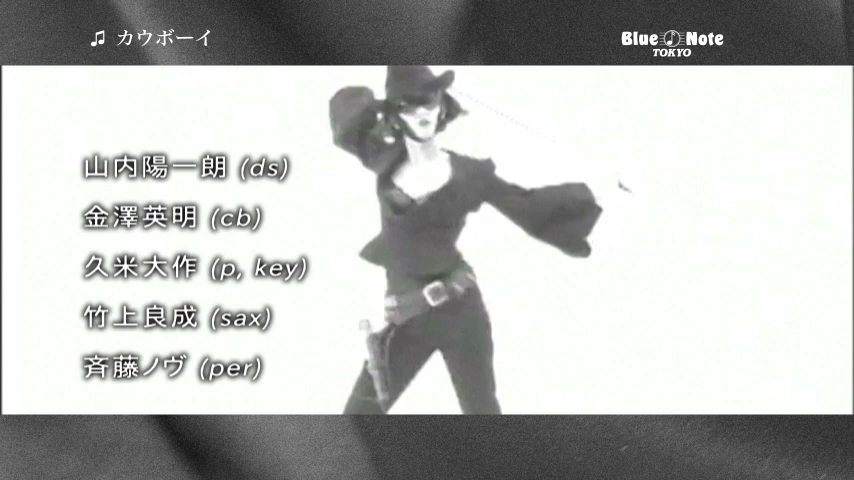 ♫ カウボーイ
Blue Note
TOKYO
山内陽一朗 (ds)
金澤英明 (cb)
久米大作 (p, key)
竹上良成 (sax)
斉藤ノヴ (per)